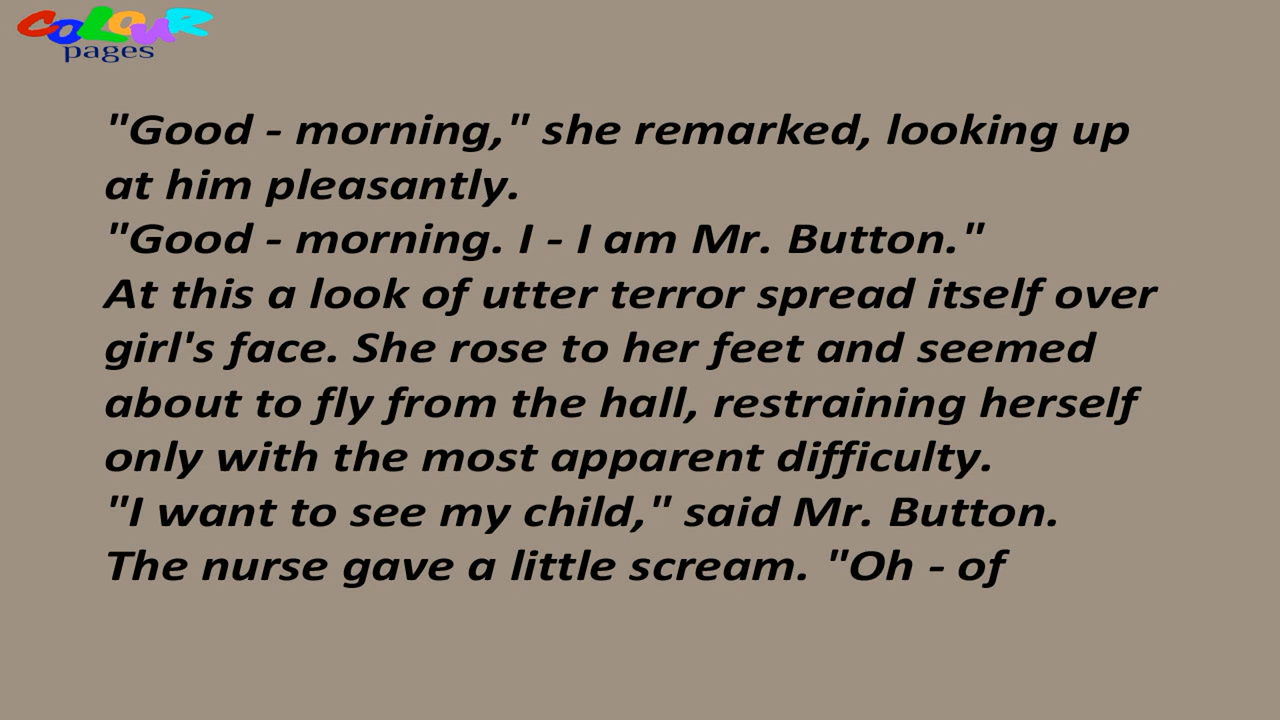 COLOUR
pages
"Good - morning," she remarked, looking up
at him pleasantly.
"Good - morning. I - I am Mr. Button."
At this a look of utter terror spread itself over
girl's face. She rose to her feet and seemed
about to fly from the hall, restraining herself
only with the most apparent difficulty.
"I want to see my child," said Mr. Button.
The nurse gave a little scream. "Oh - of